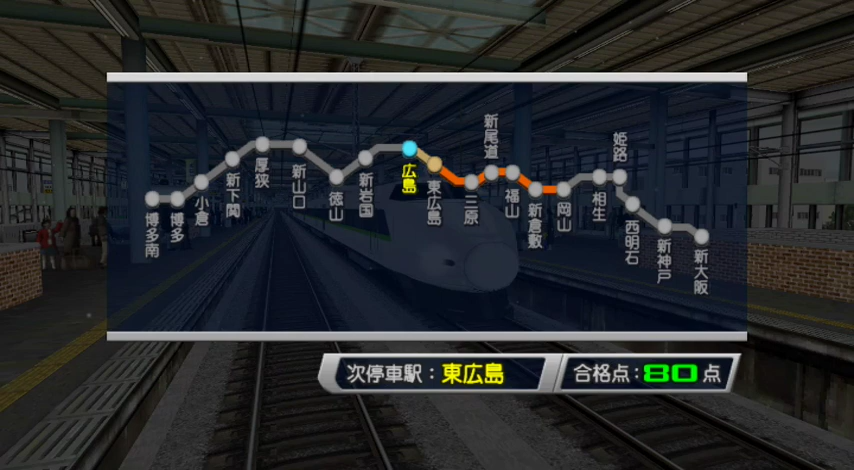 博多南
博多
小倉
新下関
厚狭
新山口
徳山
新岩国
広島
東広島
三原
新尾道
福山
新倉敷
岡山
相生
姫路
西明石
新神戸
新大阪
次停車駅：東広島
合格点：80点